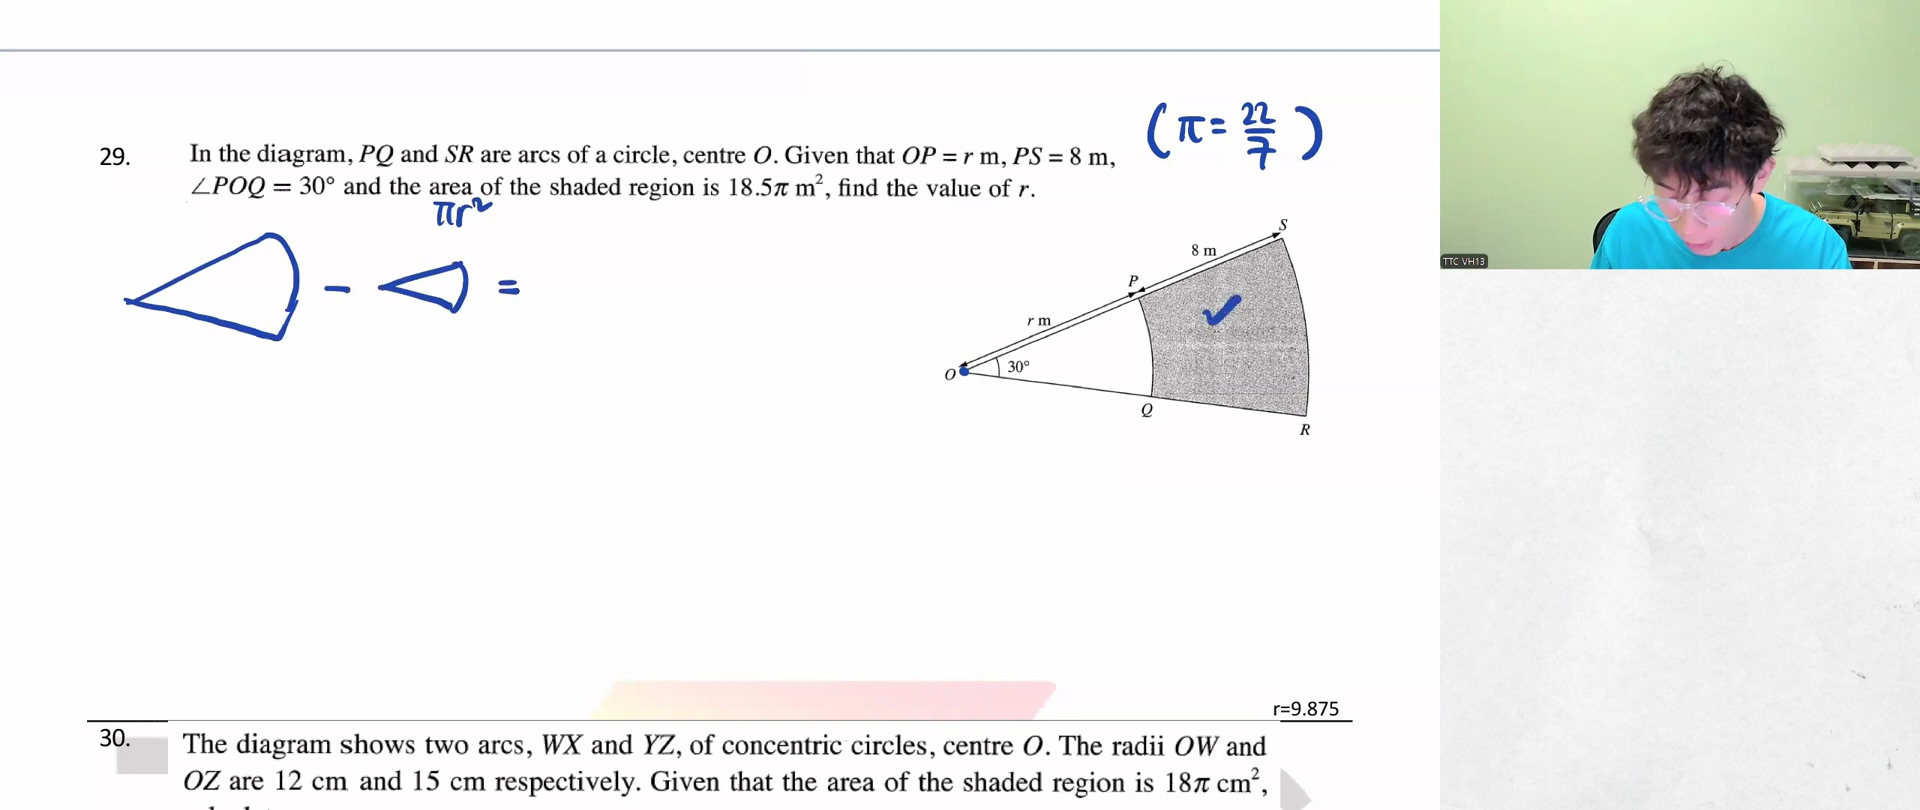 (π = 22/7)
29. In the diagram, PQ and SR are arcs of a circle, centre O. Given that OP = r m, PS = 8 m,
∠POQ = 30° and the area of the shaded region is 18.5π m², find the value of r.
πr²
− =
S
8 m
P
r m
O
30°
Q
R
TTC VH13
r=9.875
30. The diagram shows two arcs, WX and YZ, of concentric circles, centre O. The radii OW and
OZ are 12 cm and 15 cm respectively. Given that the area of the shaded region is 18π cm²,